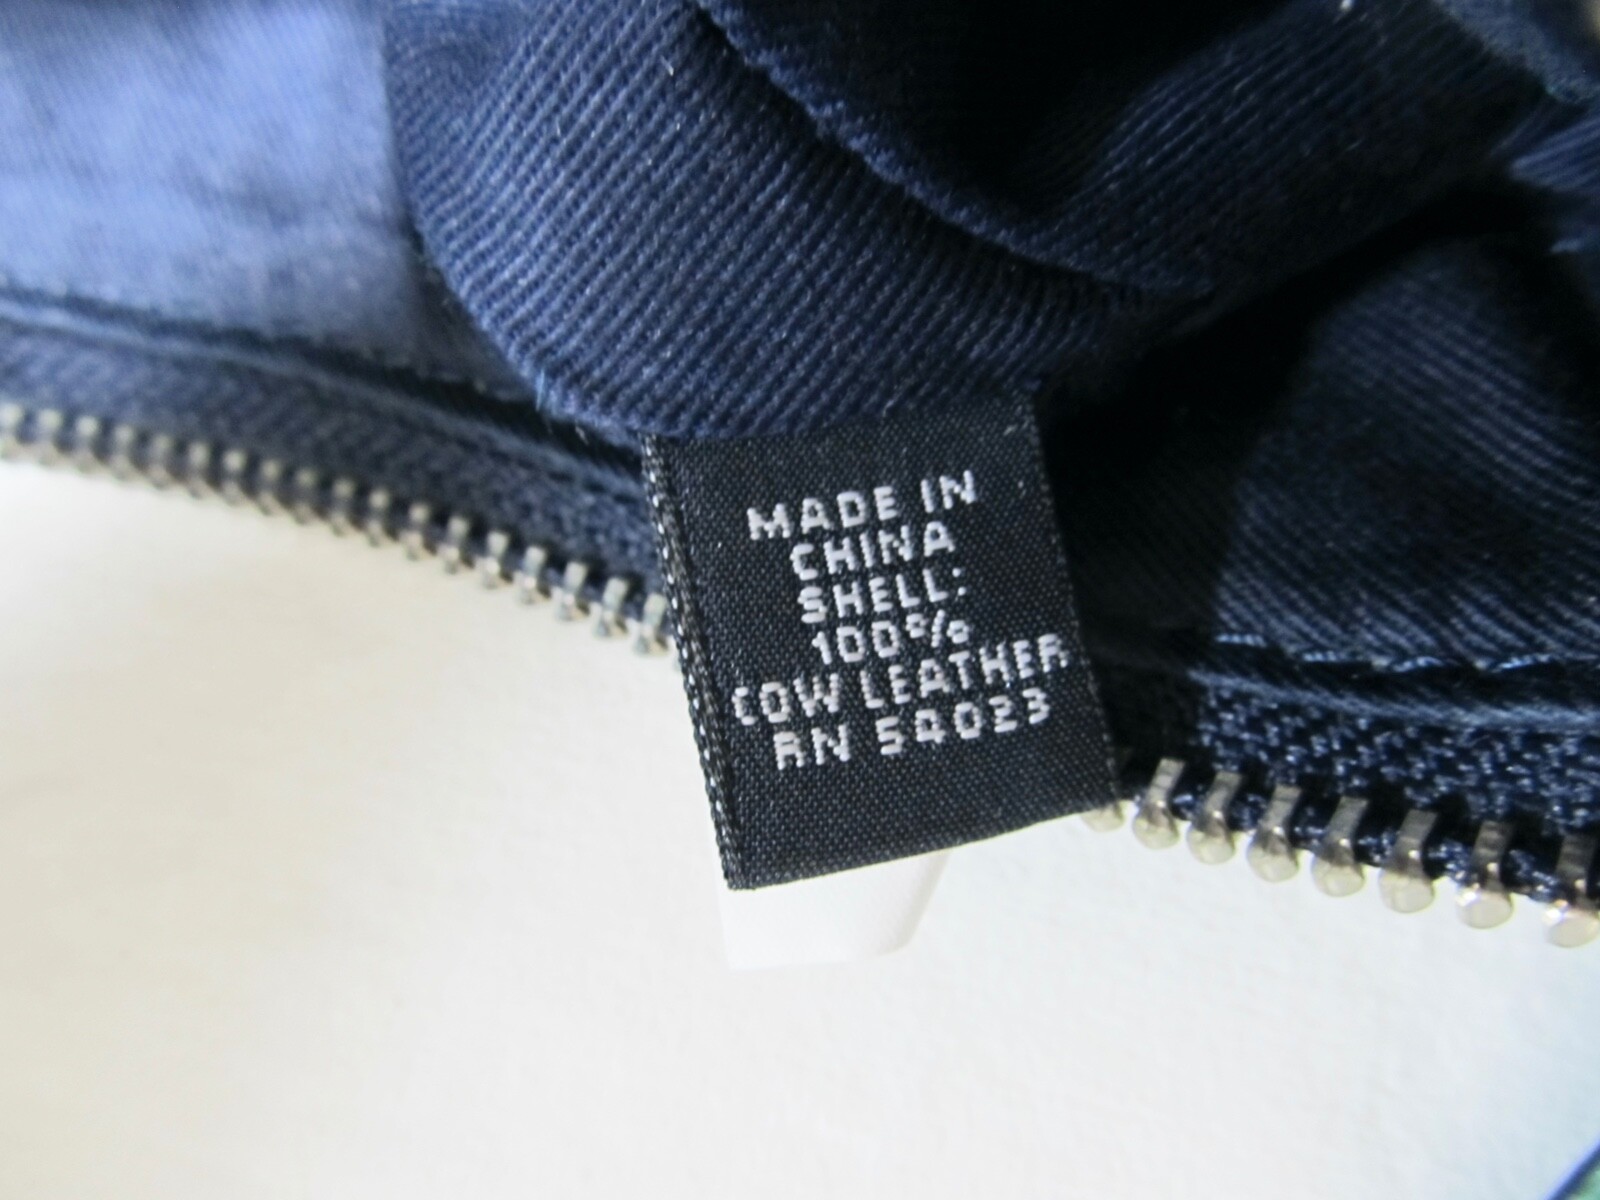 MADE IN
CHINA
SHELL:
100%
COW LEATHER
RN 54023